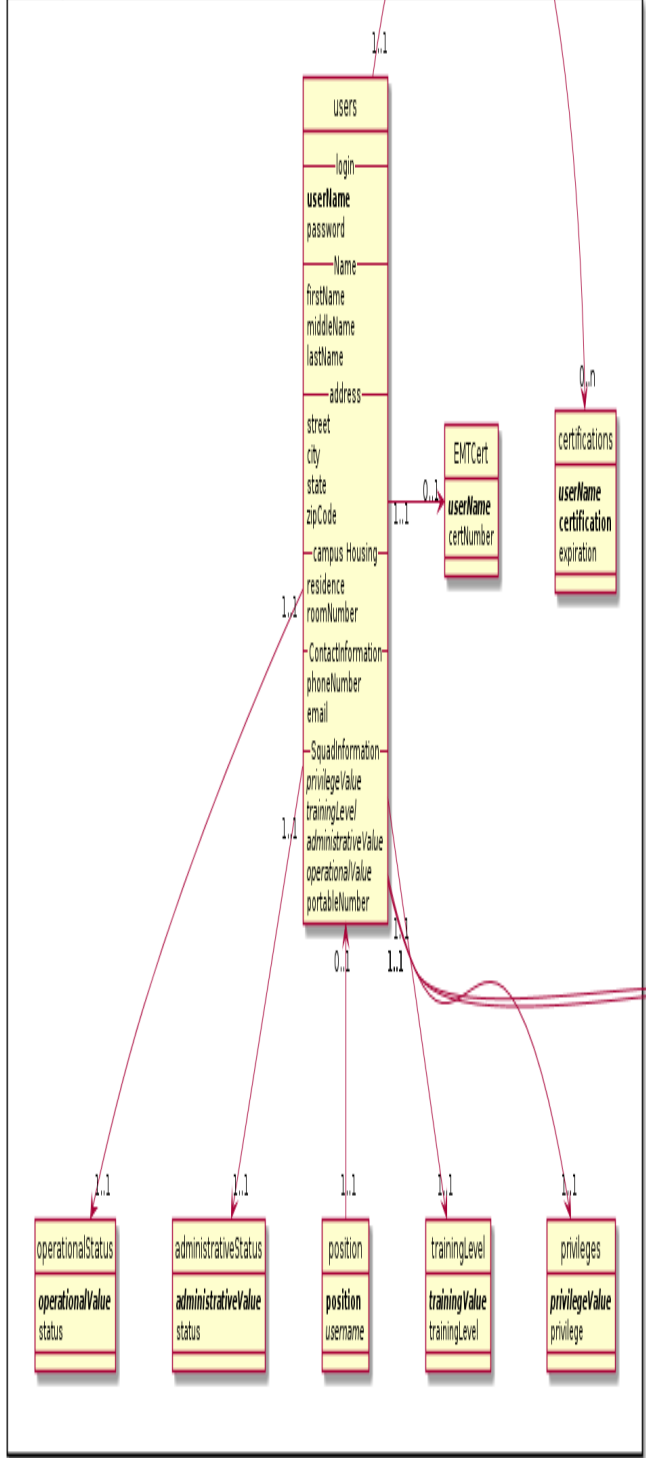 1..1
users
login
userName
password
Name
firstName
middleName
lastName
address
street
city
state
zipCode
campus Housing
residence
roomNumber
ContactInformation
phoneNumber
email
SquadInformation
privilegeValue
trainingLevel
administrativeValue
operationalValue
portableNumber
0..n
certifications
userName
certification
expiration
EMTCert
userName
certNumber
0..1
1..1
1..1
1..1
1..1
0..1
1..1
1..1
1..1
1..1
1..1
1..1
operationalStatus
operationalValue
status
administrativeStatus
administrativeValue
status
position
position
username
trainingLevel
trainingValue
trainingLevel
privileges
privilegeValue
privilege